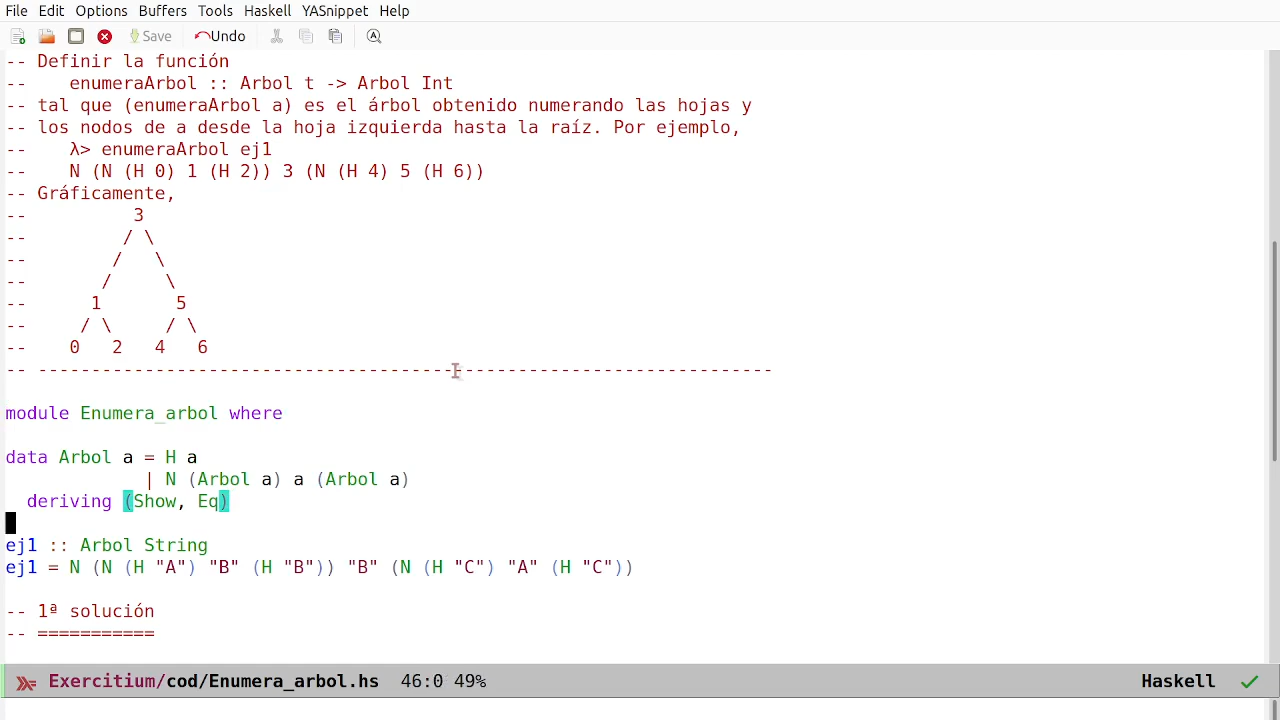 File Edit Options Buffers Tools Haskell YASnippet Help
Save Undo
-- Definir la función
--    enumeraArbol :: Arbol t -> Arbol Int
-- tal que (enumeraArbol a) es el árbol obtenido numerando las hojas y
-- los nodos de a desde la hoja izquierda hasta la raíz. Por ejemplo,
--    λ> enumeraArbol ej1
--    N (N (H 0) 1 (H 2)) 3 (N (H 4) 5 (H 6))
-- Gráficamente,
--          3
--         / \
--        /   \
--       /     \
--      1       5
--     / \     / \
--    0   2   4   6
-- ---------------------------------------------------------------------
module Enumera_arbol where
data Arbol a = H a
             | N (Arbol a) a (Arbol a)
  deriving (Show, Eq)
ej1 :: Arbol String
ej1 = N (N (H "A") "B" (H "B")) "B" (N (H "C") "A" (H "C"))
-- 1ª solución
-- ===========
Exercitium/cod/Enumera_arbol.hs  46:0 49% Haskell